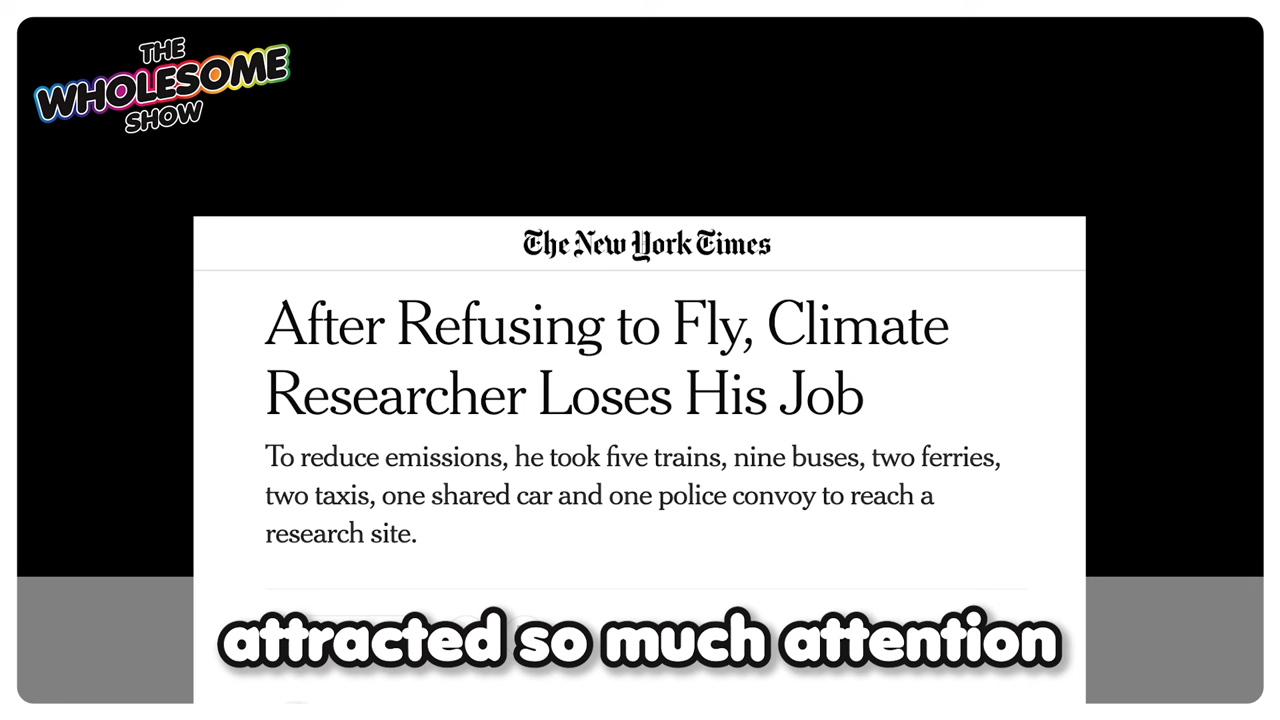 THE
WHOLESOME
SHOW
The New York Times
After Refusing to Fly, Climate
Researcher Loses His Job
To reduce emissions, he took five trains, nine buses, two ferries,
two taxis, one shared car and one police convoy to reach a
research site.
attracted so much attention